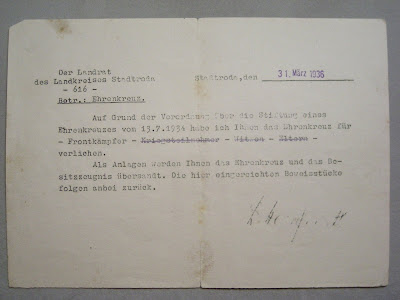 Der Landrat
des Landkreises Stadtroda
- 616 -
Stadtroda, den 31. März 1936
Betr.: Ehrenkreuz.
Auf Grund der Verordnung über die Stiftung eines
Ehrenkreuzes vom 13.7.1934 habe ich Ihnen das Ehrenkreuz für
- Frontkämpfer - Kriegsteilnehmer - Witwen - Eltern -
verliehen.
Als Anlagen werden Ihnen das Ehrenkreuz und das Be-
sitzzeugnis übersandt. Die hier eingereichten Beweisstücke
folgen anbei zurück.